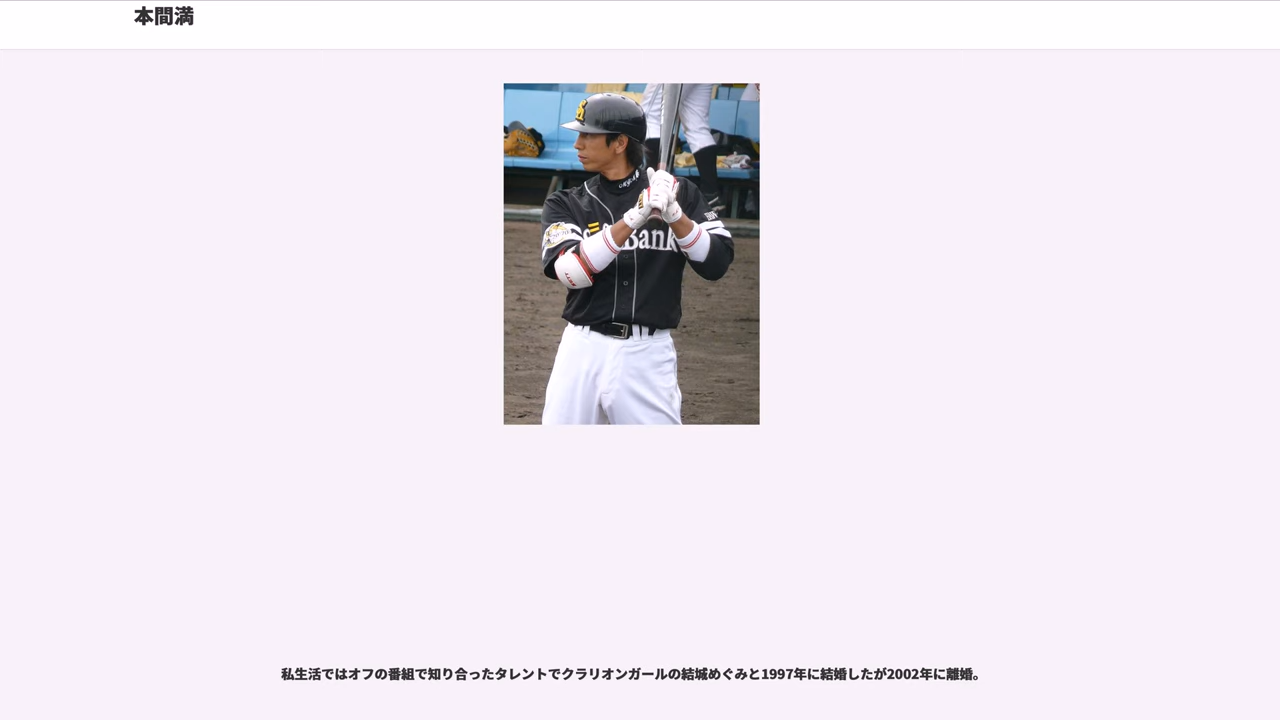 本間満
Bank
私生活ではオフの番組で知り合ったタレントでクラリオンガールの結城めぐみと1997年に結婚したが2002年に離婚。